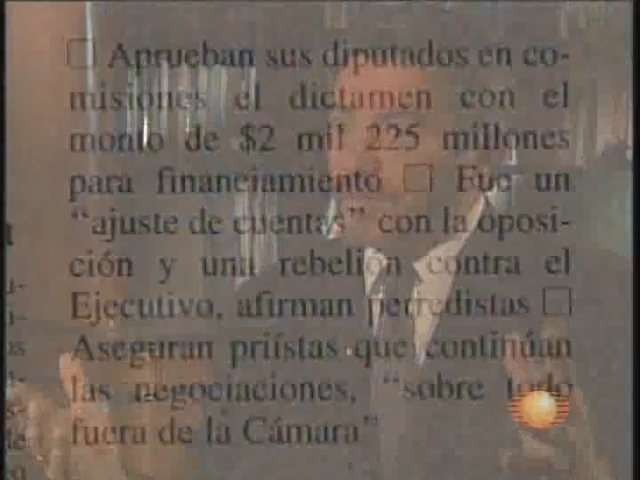 □ Aprueban sus diputados en co-
misiones el dictamen con el
monto de $2 mil 225 millones
para financiamiento □ Fue un
“ajuste de cuentas” con la oposi-
ción y una rebelión contra el
Ejecutivo, afirman perredistas □
Aseguran priístas que continúan
las negociaciones, “sobre todo
fuera de la Cámara”